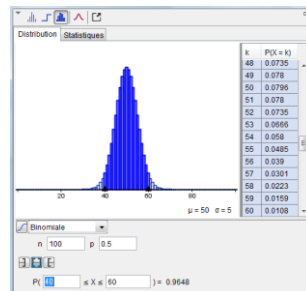 Distribution Statistiques
k P(X = k)
48 0.0735
49 0.078
50 0.0796
51 0.078
52 0.0735
53 0.0666
54 0.058
55 0.0485
56 0.039
57 0.0301
58 0.0223
59 0.0159
60 0.0108
20 40 60 80
μ = 50 σ = 5
Binomiale
n 100 p 0.5
P( 40 ≤ X ≤ 60 ) = 0.9648